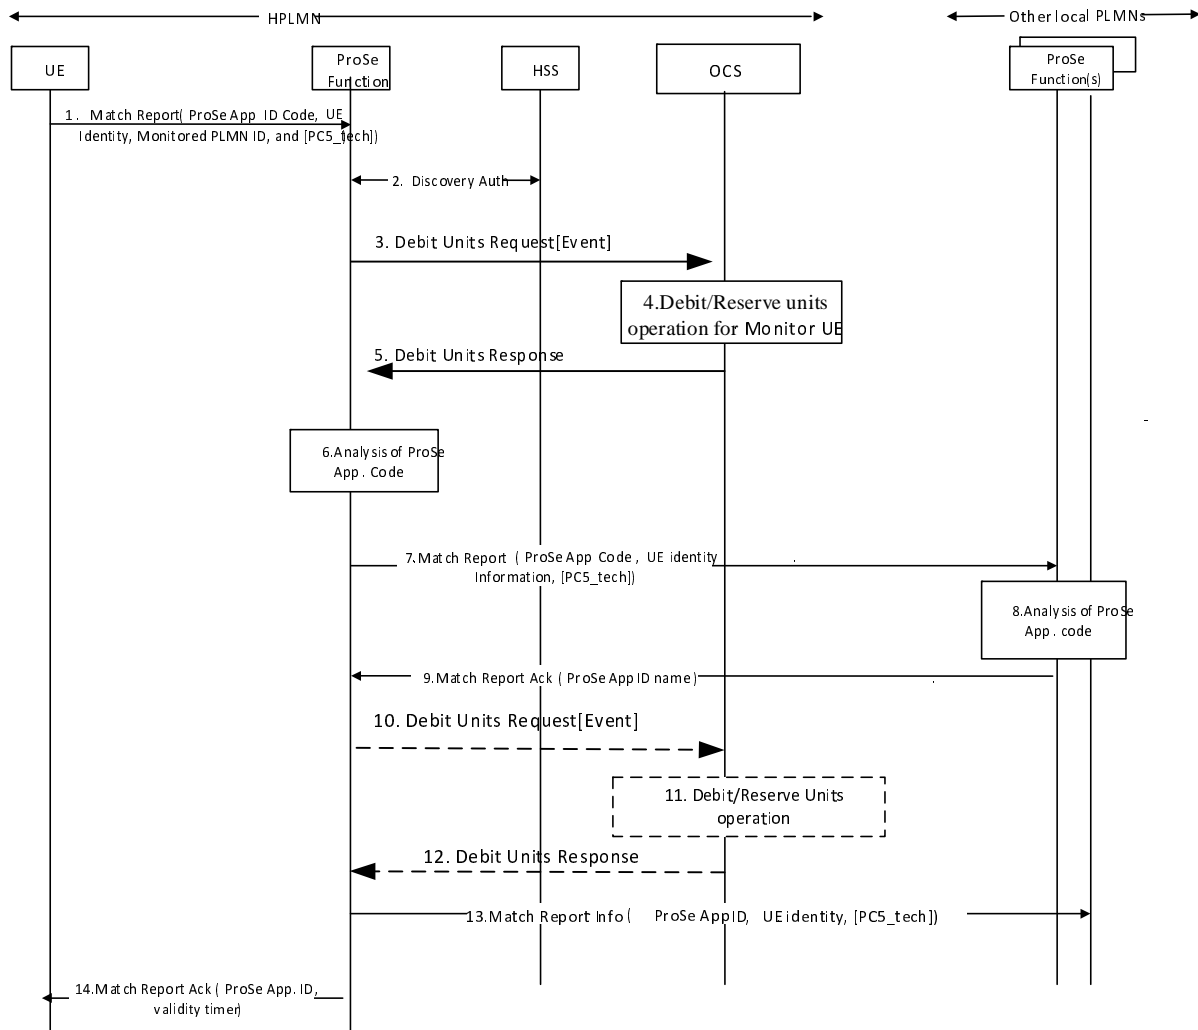 HPLMN
Other local PLMNs
UE
ProSe
Function
HSS
OCS
ProSe
Function(s)
1. Match Report( ProSe App ID Code, UE
Identity, Monitored PLMN ID, and [PC5_tech])
2. Discovery Auth
3. Debit Units Request[Event]
4.Debit/Reserve units
operation for Monitor UE
5. Debit Units Response
6.Analysis of ProSe
App. Code
7.Match Report ( ProSe App Code , UE identity
Information, [PC5_tech])
8.Analysis of ProSe
App. code
9.Match Report Ack ( ProSe App ID name )
10. Debit Units Request[Event]
11. Debit/Reserve Units
operation
12. Debit Units Response
13.Match Report Info ( ProSe App ID, UE identity, [PC5_tech])
14.Match Report Ack ( ProSe App. ID,
validity timer)